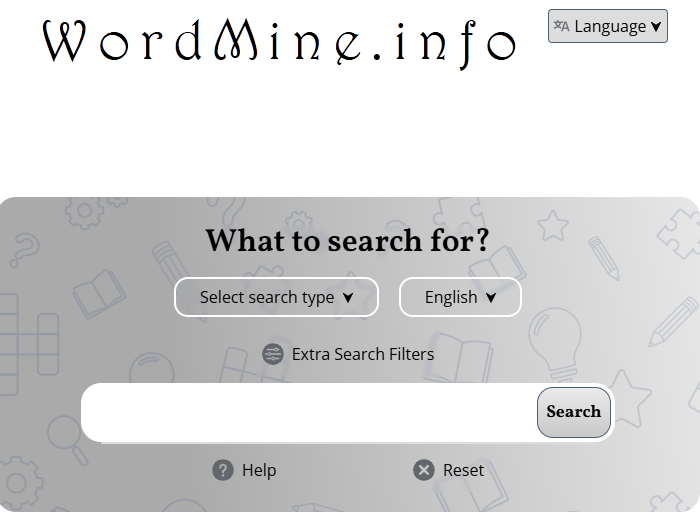 WordMine.info
Language
What to search for?
Select search type English
Extra Search Filters
Search
? Help Reset